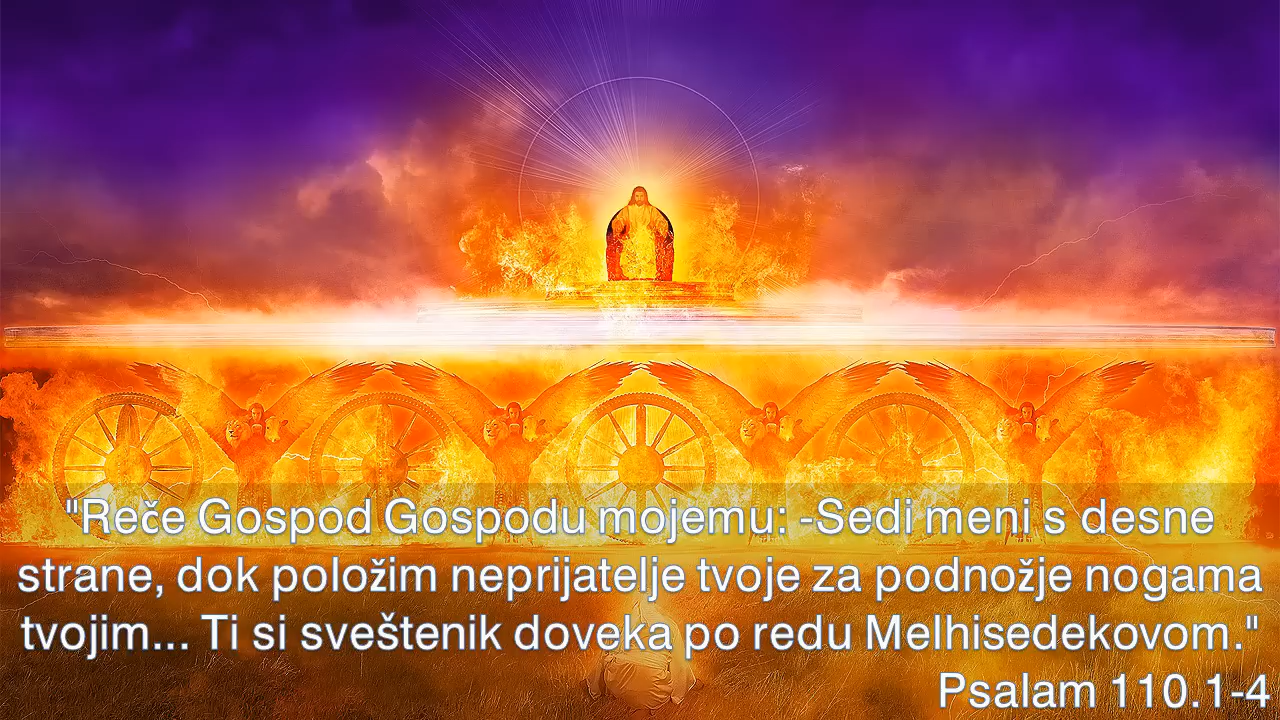 "Reče Gospod Gospodu mojemu: -Sedi meni s desne
strane, dok položim neprijatelje tvoje za podnožje nogama
tvojim... Ti si sveštenik doveka po redu Melhisedekovom."
Psalam 110.1-4